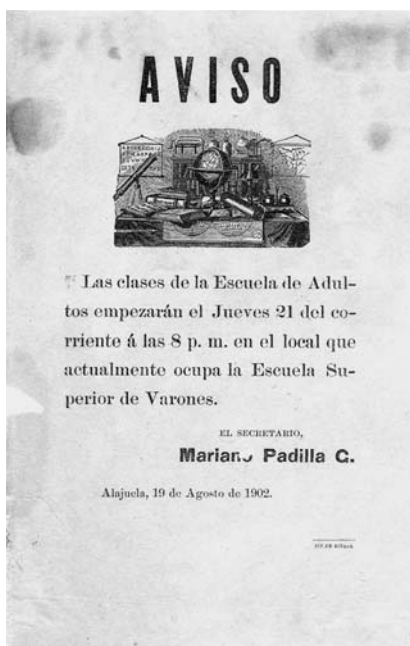 AVISO
Las clases de la Escuela de Adul-
tos empezarán el Jueves 21 del co-
rriente á las 8 p. m. en el local que
actualmente ocupa la Escuela Su-
perior de Varones.
EL SECRETARIO,
Mariano Padilla C.
Alajuela, 19 de Agosto de 1902.